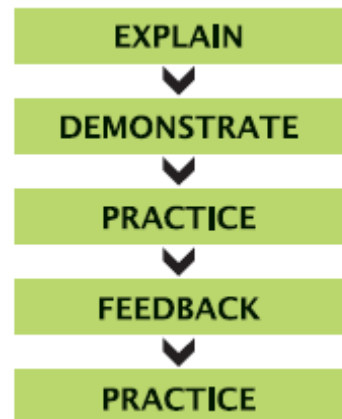 EXPLAIN
DEMONSTRATE
PRACTICE
FEEDBACK
PRACTICE